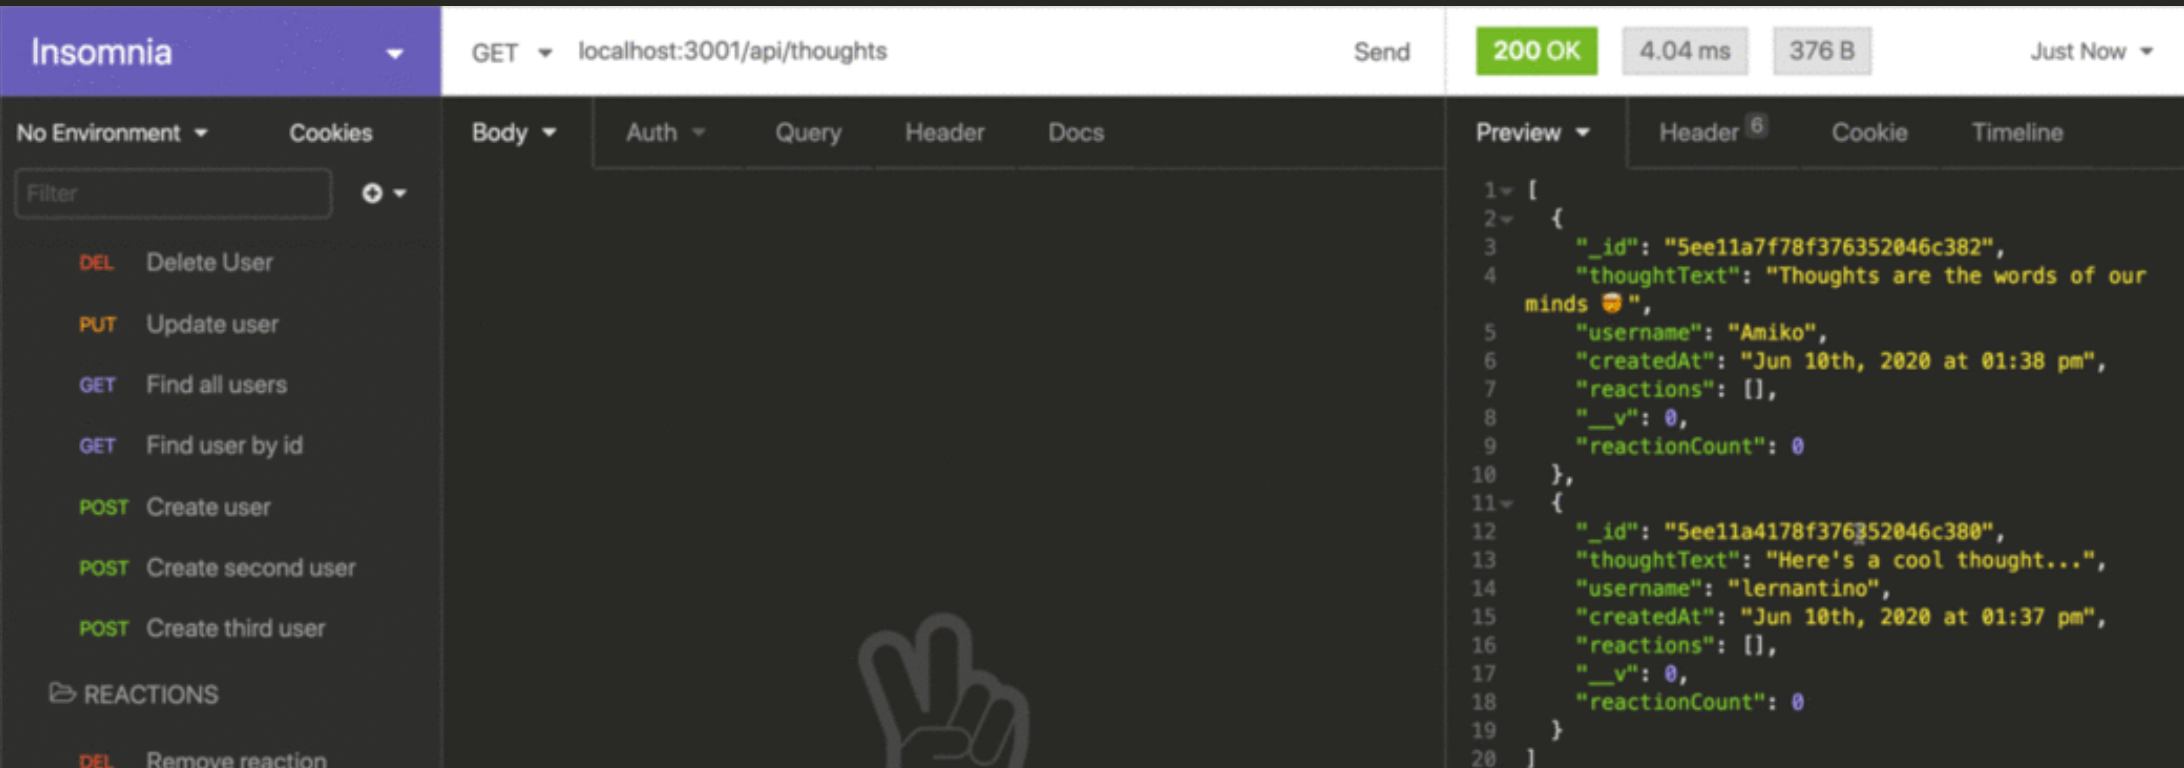 Insomnia
GET localhost:3001/api/thoughts Send
200 OK 4.04 ms 376 B Just Now
No Environment Cookies
Body Auth Query Header Docs
Preview Header 6 Cookie Timeline
Filter
DEL Delete User
PUT Update user
GET Find all users
GET Find user by id
POST Create user
POST Create second user
POST Create third user
REACTIONS
DEL Remove reaction
1 [
2 {
3 "_id": "5ee11a7f78f376352046c382",
4 "thoughtText": "Thoughts are the words of our
minds 🤯",
5 "username": "Amiko",
6 "createdAt": "Jun 10th, 2020 at 01:38 pm",
7 "reactions": [],
8 "__v": 0,
9 "reactionCount": 0
10 },
11 {
12 "_id": "5ee11a4178f376352046c380",
13 "thoughtText": "Here's a cool thought...",
14 "username": "lernantino",
15 "createdAt": "Jun 10th, 2020 at 01:37 pm",
16 "reactions": [],
17 "__v": 0,
18 "reactionCount": 0
19 }
20 ]